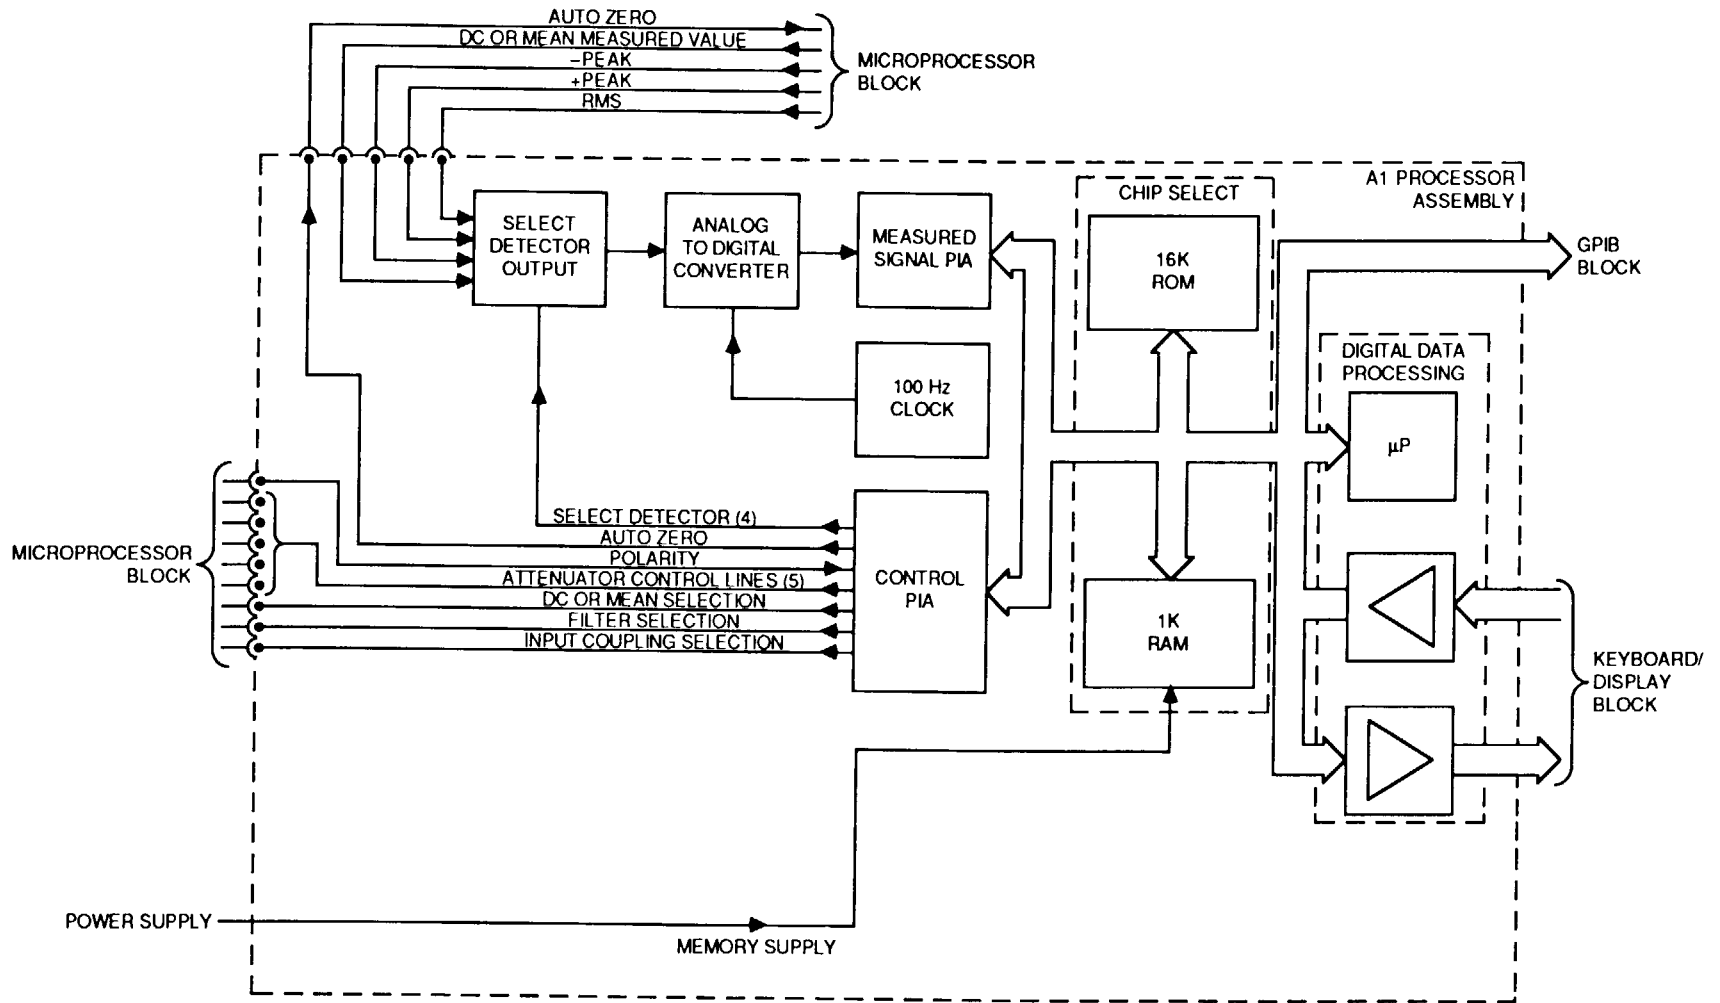 AUTO ZERO
DC OR MEAN MEASURED VALUE
–PEAK
+PEAK
RMS
MICROPROCESSOR
BLOCK
A1 PROCESSOR
ASSEMBLY
CHIP SELECT
SELECT
DETECTOR
OUTPUT
ANALOG
TO DIGITAL
CONVERTER
MEASURED
SIGNAL PIA
16K
ROM
GPIB
BLOCK
DIGITAL DATA
PROCESSING
100 Hz
CLOCK
µP
MICROPROCESSOR
BLOCK
SELECT DETECTOR (4)
AUTO ZERO
POLARITY
ATTENUATOR CONTROL LINES (5)
DC OR MEAN SELECTION
FILTER SELECTION
INPUT COUPLING SELECTION
CONTROL
PIA
1K
RAM
KEYBOARD/
DISPLAY
BLOCK
POWER SUPPLY
MEMORY SUPPLY